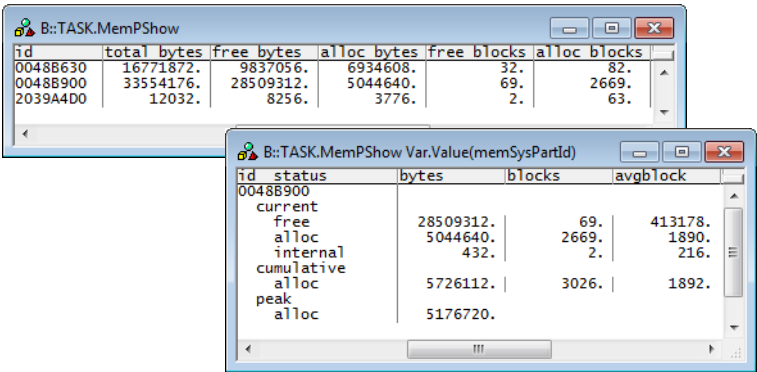 B::TASK.MemPShow
id total bytes free bytes alloc bytes free blocks alloc blocks
0048B630 16771872. 9837056. 6934608. 32. 82.
0048B900 33554176. 28509312. 5044640. 69. 2669.
2039A4D0 12032. 8256. 3776. 2. 63.
B::TASK.MemPShow Var.Value(memSysPartId)
id status bytes blocks avgblock
0048B900
current
free 28509312. 69. 413178.
alloc 5044640. 2669. 1890.
internal 432. 2. 216.
cumulative
alloc 5726112. 3026. 1892.
peak
alloc 5176720.